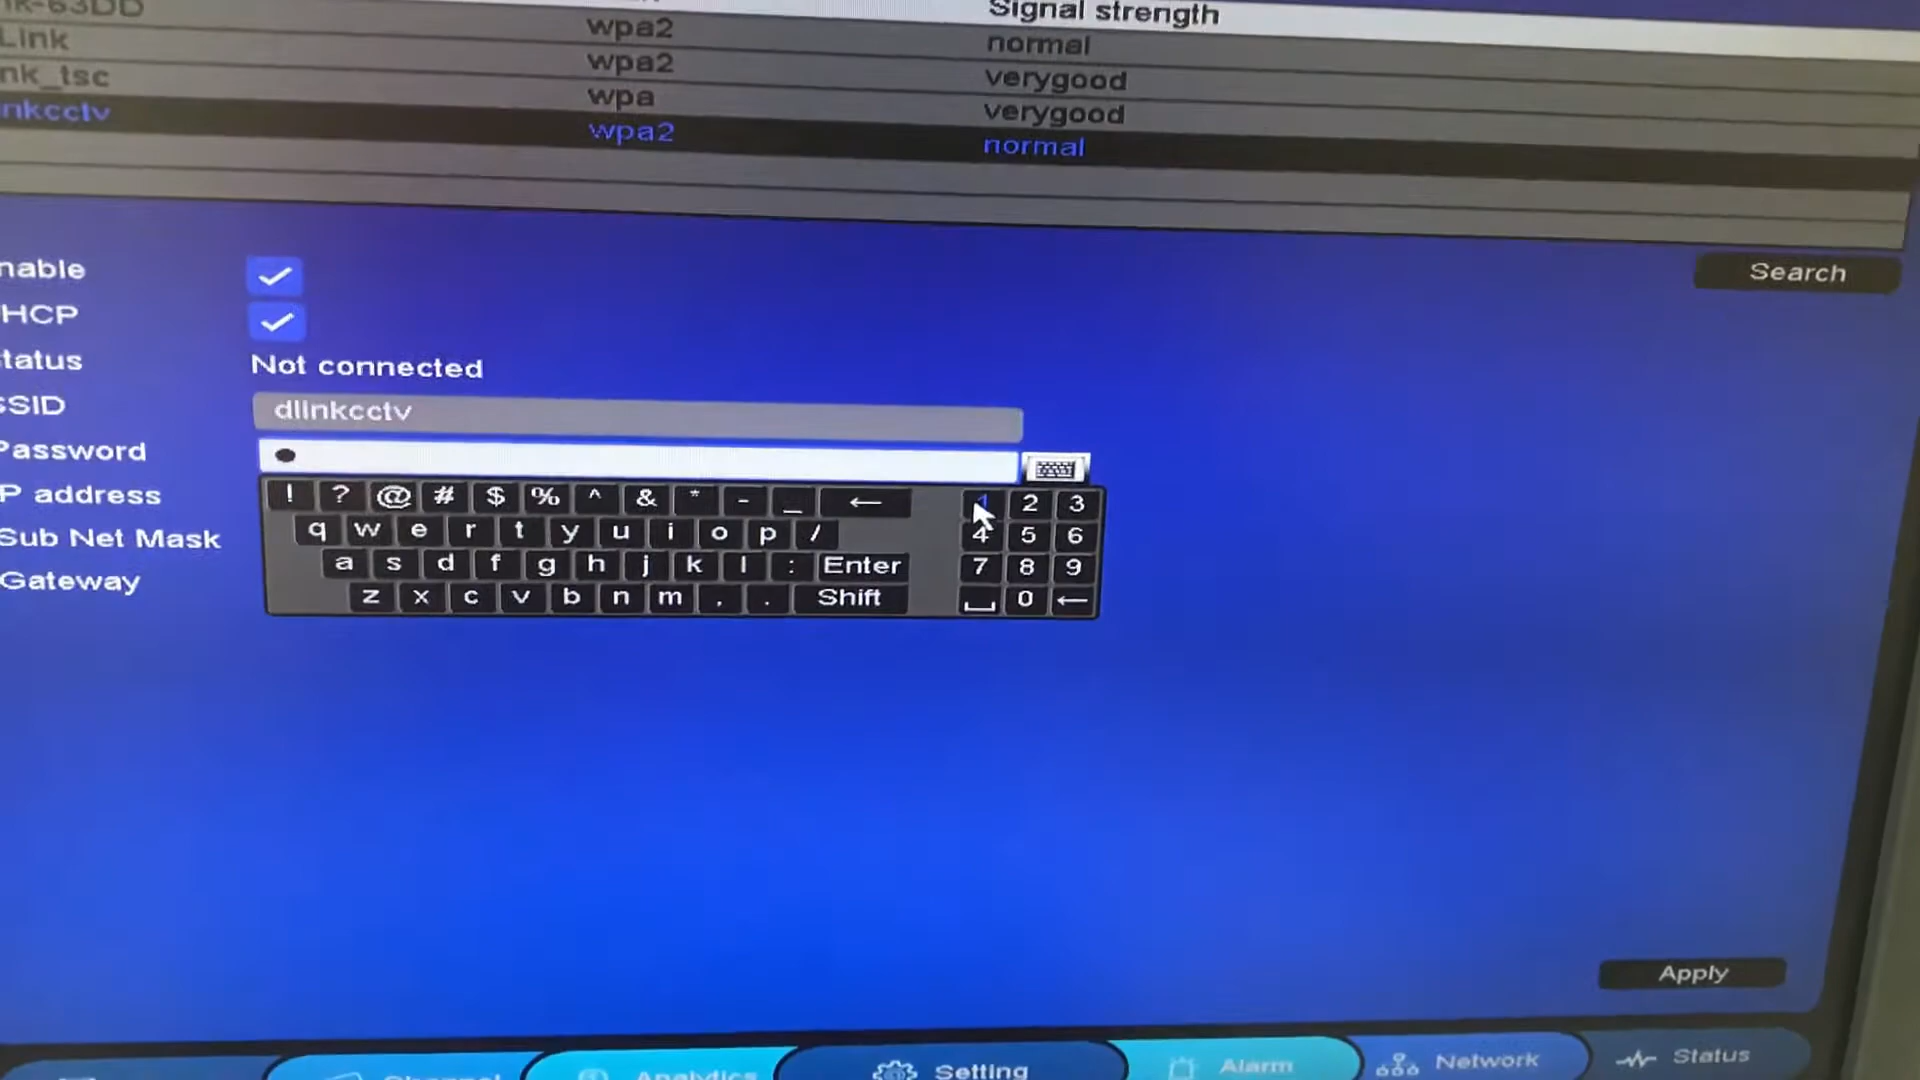 Signal strength
Link wpa2 normal
nk_tsc wpa2 verygood
wpa verygood
inkcctv wpa2 normal
Search
nable
HCP
tatus Not connected
SSID dlinkcctv
Password
P address
Sub Net Mask
Gateway
! ? @ # $ % ^ & * - _ ← 1 2 3
q w e r t y u i o p / 4 5 6
a s d f g h j k l : Enter 7 8 9
z x c v b n m , . Shift 0 ←
Apply
Setting Alarm Network Status